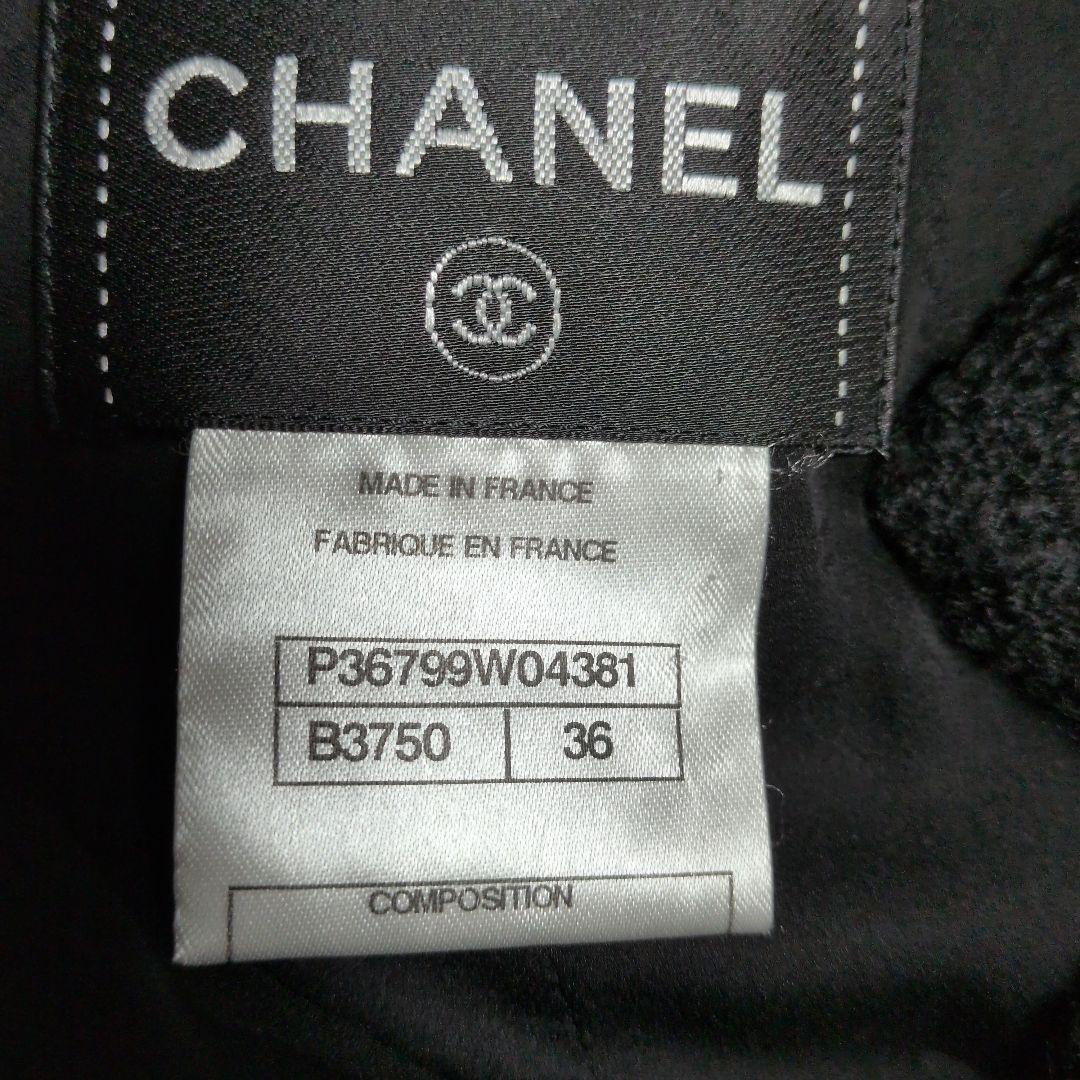 CHANEL
MADE IN FRANCE
FABRIQUE EN FRANCE
P36799W04381
B3750 36
COMPOSITION